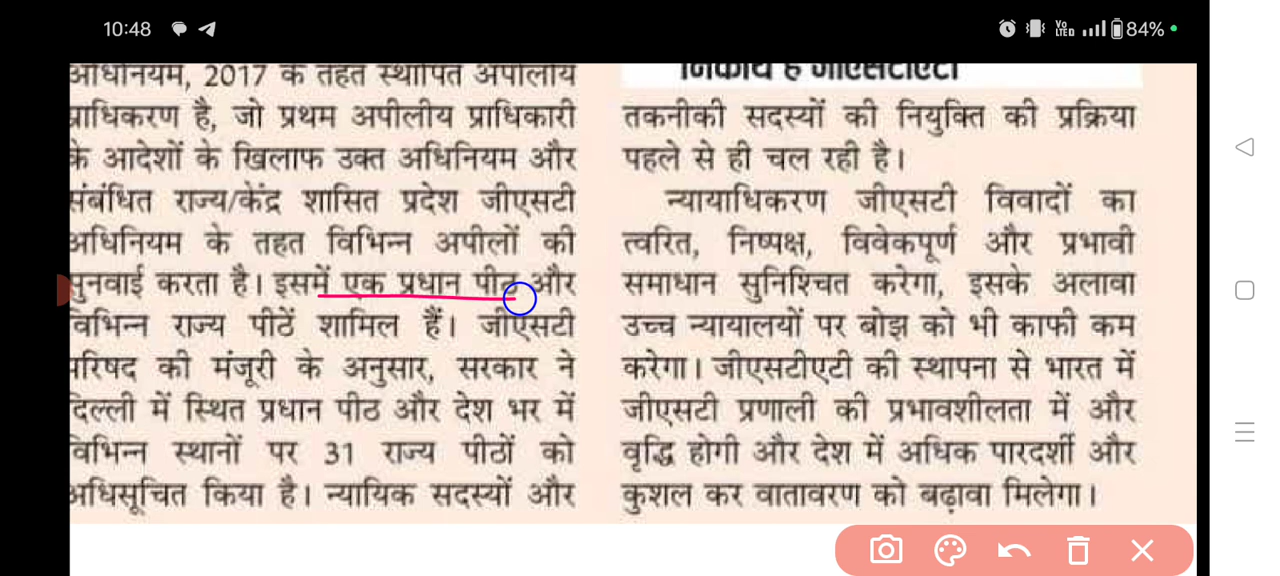 10:48
Vo LTED 84%
अधिनियम, 2017 के तहत स्थापित अपीलीय
प्राधिकरण है, जो प्रथम अपीलीय प्राधिकारी
के आदेशों के खिलाफ उक्त अधिनियम और
संबंधित राज्य/केंद्र शासित प्रदेश जीएसटी
अधिनियम के तहत विभिन्न अपीलों की
सुनवाई करता है। इसमें एक प्रधान पीठ और
विभिन्न राज्य पीठें शामिल हैं। जीएसटी
परिषद की मंजूरी के अनुसार, सरकार ने
दिल्ली में स्थित प्रधान पीठ और देश भर में
विभिन्न स्थानों पर 31 राज्य पीठों को
अधिसूचित किया है। न्यायिक सदस्यों और
निकाय है जीएसटीएटी
तकनीकी सदस्यों की नियुक्ति की प्रक्रिया
पहले से ही चल रही है।
न्यायाधिकरण जीएसटी विवादों का
त्वरित, निष्पक्ष, विवेकपूर्ण और प्रभावी
समाधान सुनिश्चित करेगा, इसके अलावा
उच्च न्यायालयों पर बोझ को भी काफी कम
करेगा। जीएसटीएटी की स्थापना से भारत में
जीएसटी प्रणाली की प्रभावशीलता में और
वृद्धि होगी और देश में अधिक पारदर्शी और
कुशल कर वातावरण को बढ़ावा मिलेगा।